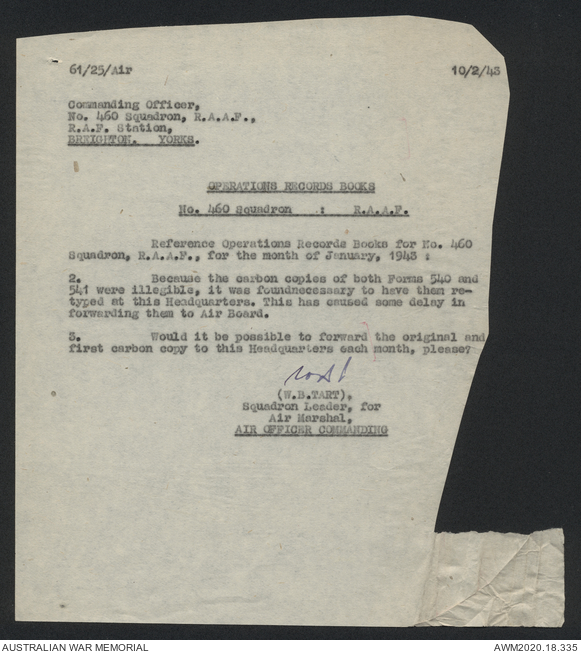 61/25/Air 10/2/43
Commanding Officer,
No. 460 Squadron, R.A.A.F.,
R.A.F. Station,
BREIGHTON. YORKS.
OPERATIONS RECORDS BOOKS
No. 460 Squadron : R.A.A.F.
Reference Operations Records Books for No. 460
Squadron, R.A.A.F., for the month of January, 1943 :
2. Because the carbon copies of both Forms 540 and
541 were illegible, it was foundnecessary to have them re-
typed at this Headquarters. This has caused some delay in
forwarding them to Air Board.
3. Would it be possible to forward the original and
first carbon copy to this Headquarters each month, please?
(W.B.TART),
Squadron Leader, for
Air Marshal,
AIR OFFICER COMMANDING
AUSTRALIAN WAR MEMORIAL AWM2020.18.335